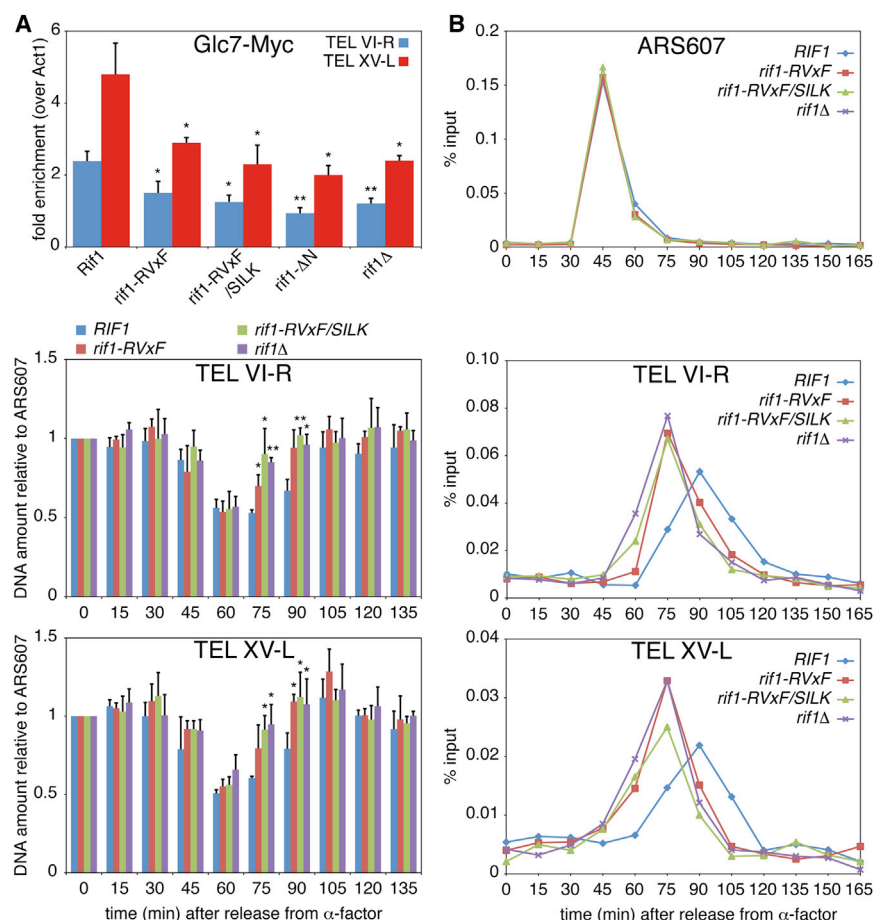 A
Glc7-Myc
TEL VI-R
TEL XV-L
fold enrichment (over Act1)
6
4
2
0
* * * * ** * ** *
Rif1
rif1-RVxF
rif1-RVxF
/SILK
rif1-ΔN
rif1Δ
RIF1
rif1-RVxF
rif1-RVxF/SILK
rif1Δ
TEL VI-R
DNA amount relative to ARS607
1.5
1
0.5
0
* * ** ** *
0 15 30 45 60 75 90 105 120 135
TEL XV-L
DNA amount relative to ARS607
1.5
1
0.5
0
* * * * *
0 15 30 45 60 75 90 105 120 135
time (min) after release from α-factor
B
ARS607
RIF1
rif1-RVxF
rif1-RVxF/SILK
rif1Δ
% input
0.2
0.15
0.1
0.05
0
0 15 30 45 60 75 90 105 120 135 150 165
TEL VI-R
RIF1
rif1-RVxF
rif1-RVxF/SILK
rif1Δ
% input
0.10
0.08
0.06
0.04
0.02
0
0 15 30 45 60 75 90 105 120 135 150 165
TEL XV-L
RIF1
rif1-RVxF
rif1-RVxF/SILK
rif1Δ
% input
0.04
0.03
0.02
0.01
0
0 15 30 45 60 75 90 105 120 135 150 165
time (min) after release from α-factor